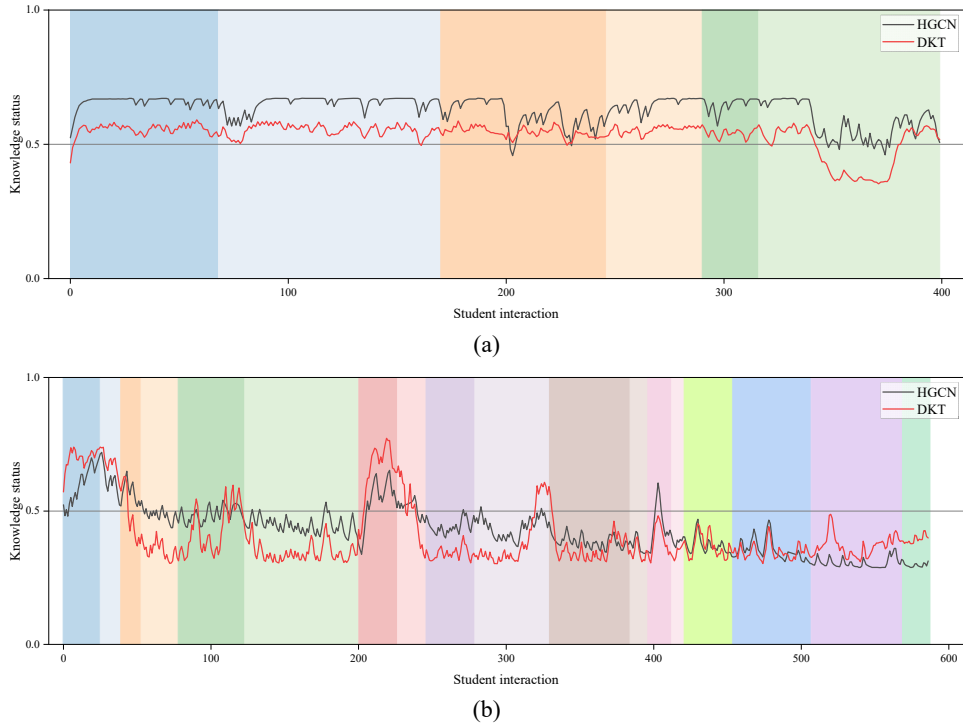 1.0
HGCN
DKT
Knowledge status
0.5
0.0
0
100
200
300
400
Student interaction
(a)
1.0
HGCN
DKT
Knowledge status
0.5
0.0
0
100
200
300
400
500
600
Student interaction
(b)